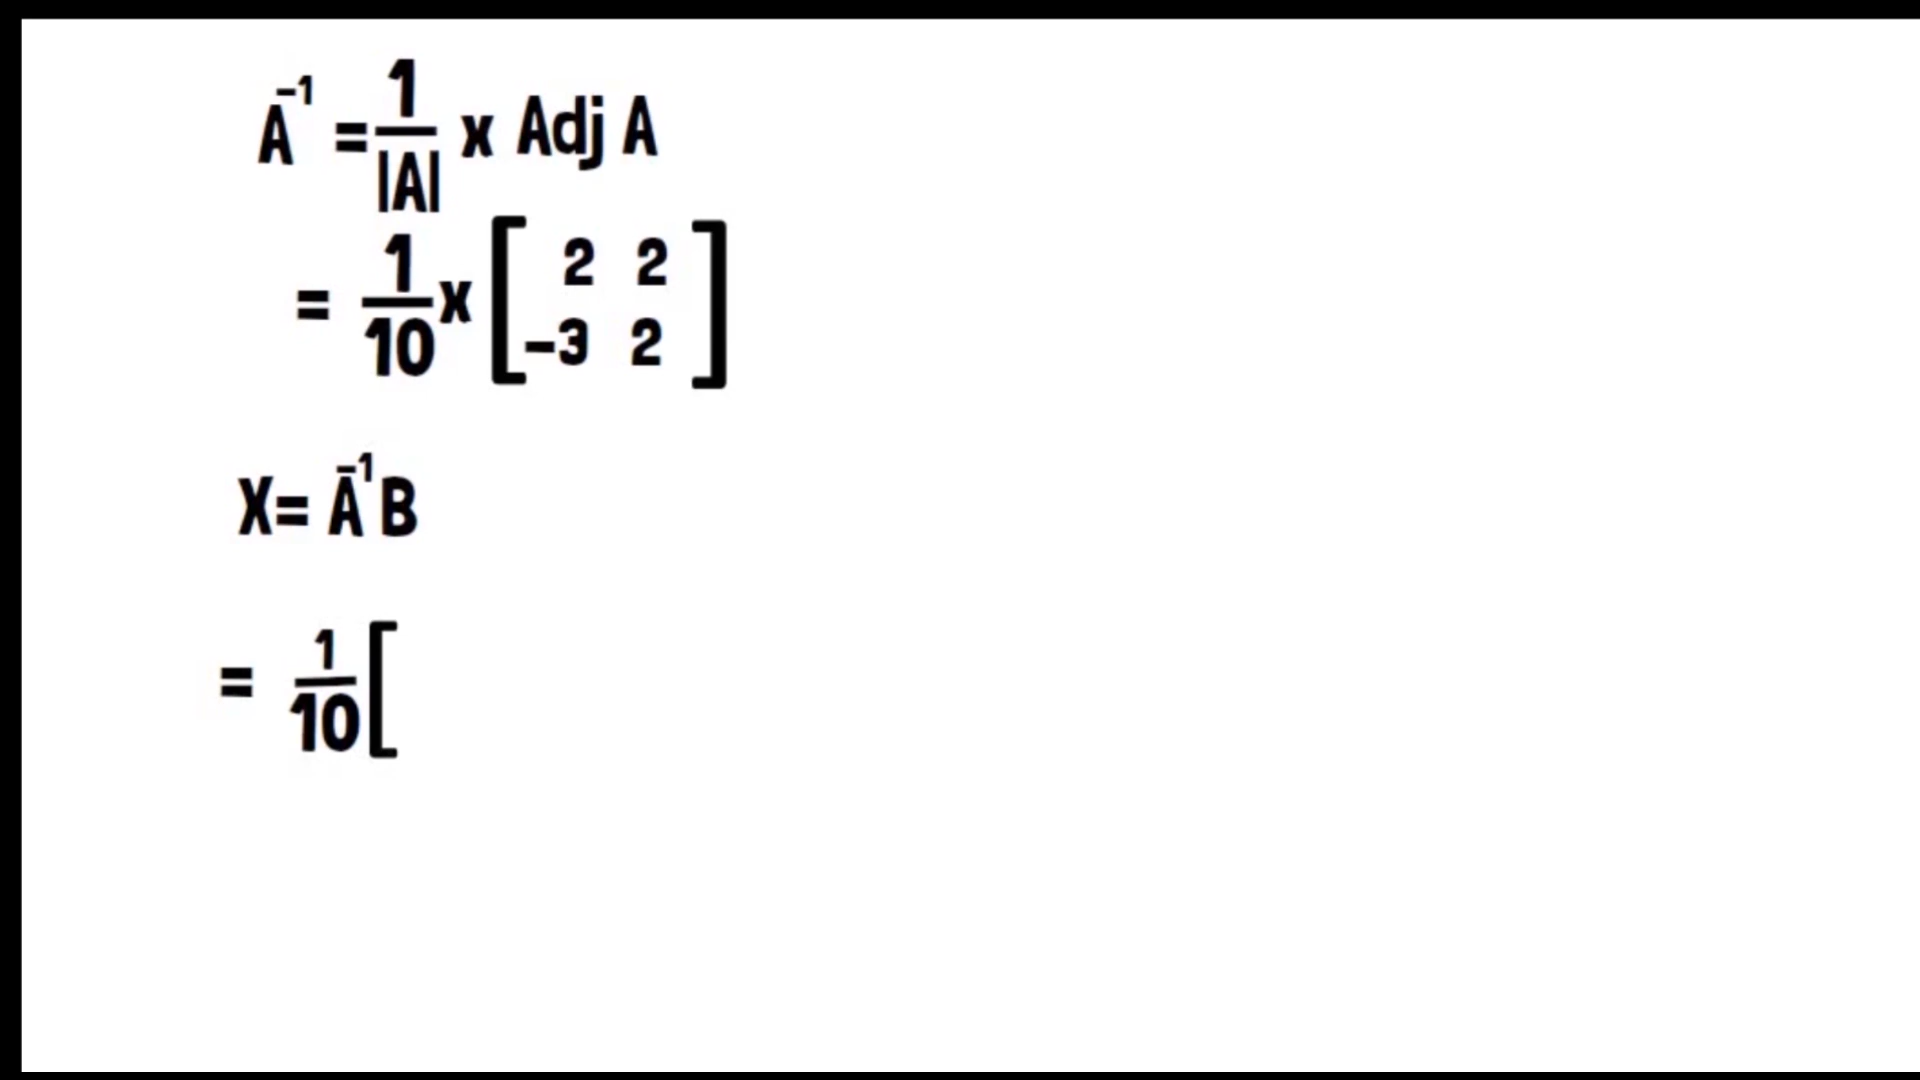 A⁻¹ = 1/|A| x Adj A
= 1/10 x [ 2 2
-3 2 ]
X= A⁻¹B
= 1/10 [